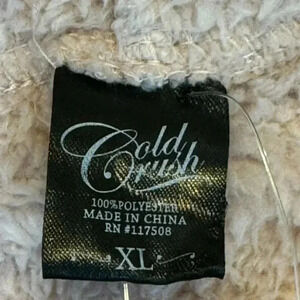 Cold
Crush
100% POLYESTER
MADE IN CHINA
RN #117508
XL